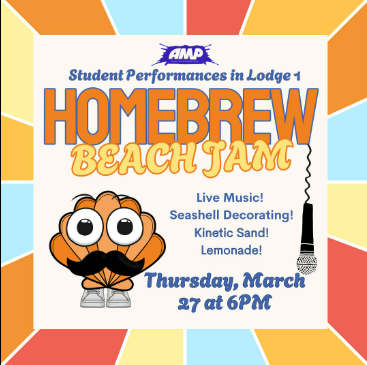 AMP
Student Performances in Lodge 1
HOMEBREW
BEACH JAM
Live Music!
Seashell Decorating!
Kinetic Sand!
Lemonade!
Thursday, March
27 at 6PM